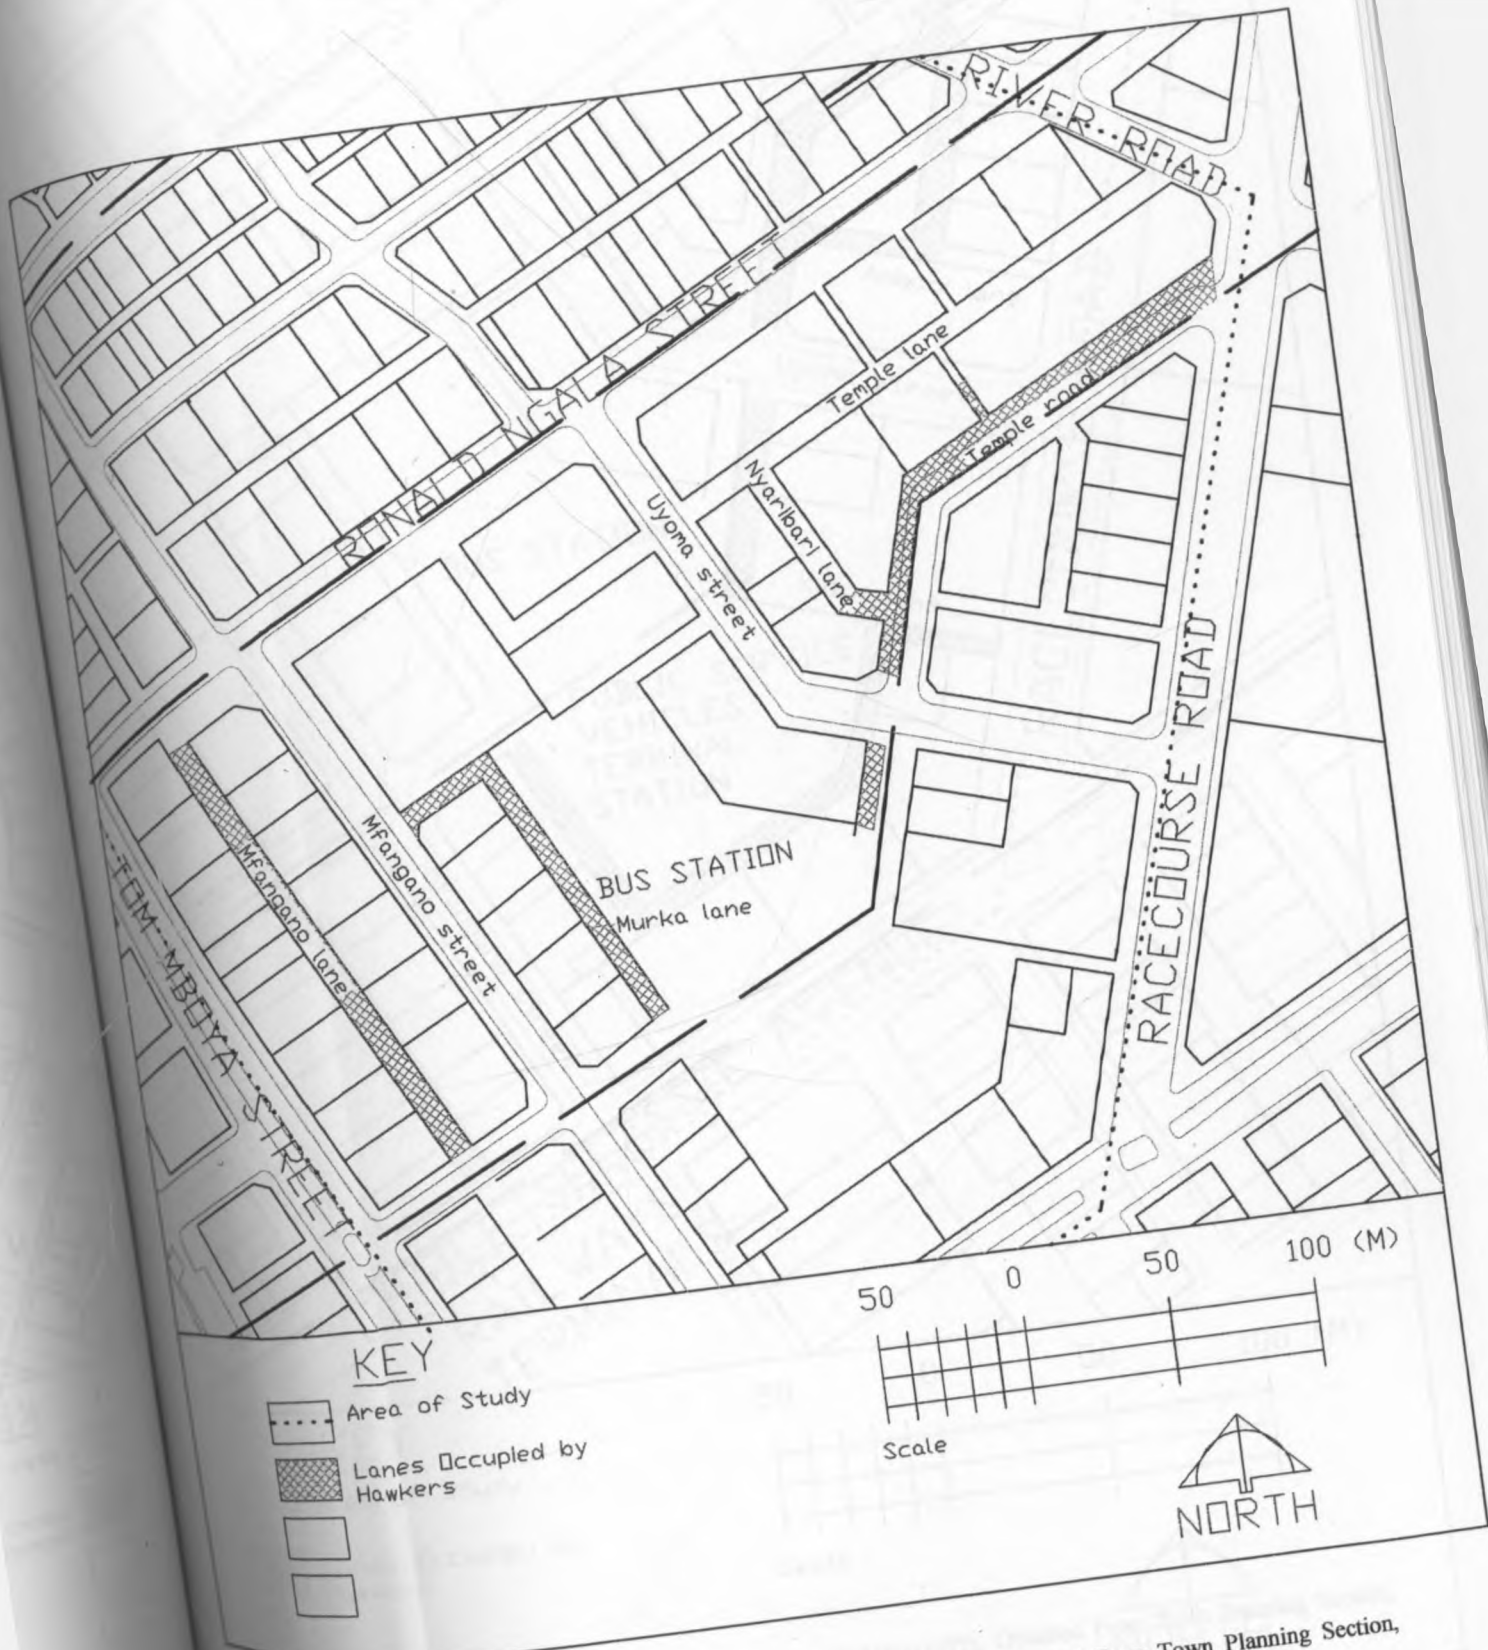 RIVER ROAD
RONALD NGALA STREET
Temple lane
Temple road
Nyaribari lane
Uyoma street
RACECOURSE ROAD
Mfangano street
BUS STATION
Murka lane
Mfangano lane
TOM MBOYA STREET
50 0 50 100 (M)
Scale
NORTH
KEY
Area of Study
Lanes Occupied by
Hawkers
Town Planning Section,